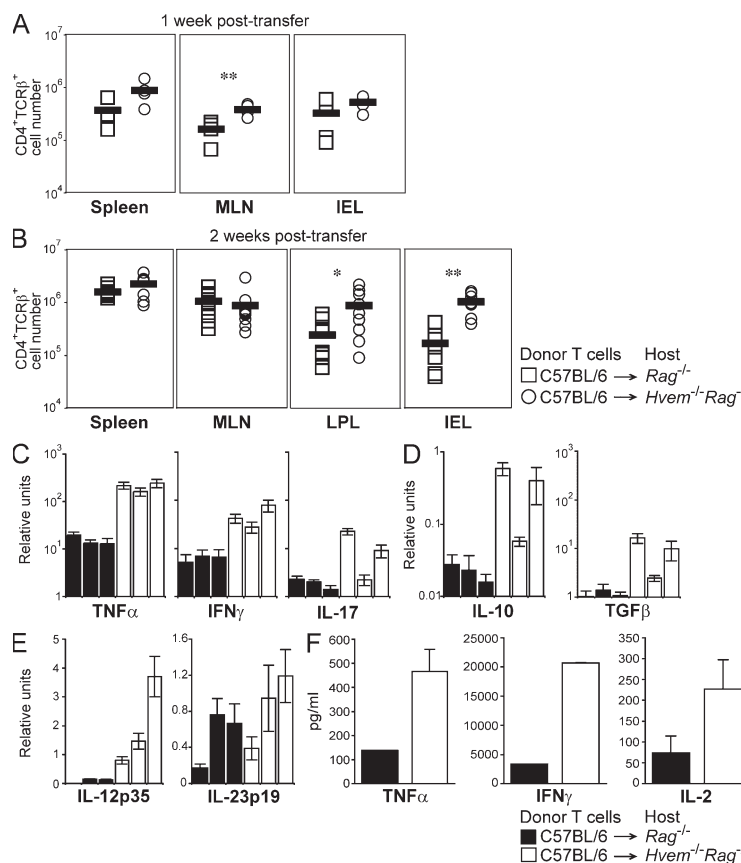 A
1 week post-transfer
CD4+TCRβ+
cell number
10^7
10^6
10^5
10^4
**
Spleen
MLN
IEL
B
2 weeks post-transfer
CD4+TCRβ+
cell number
10^7
10^6
10^5
10^4
*
**
Spleen
MLN
LPL
IEL
Donor T cells Host
C57BL/6 → Rag-/-
C57BL/6 → Hvem-/-Rag-
C
Relative units
10^3
10^2
10^1
1
TNFα
IFNγ
IL-17
D
Relative units
1
0.1
0.01
IL-10
10^3
10^2
10^1
1
TGFβ
E
Relative units
5
4
3
2
1
0
IL-12p35
1.6
1.2
0.8
0.4
0
IL-23p19
F
pg/ml
600
500
400
300
200
100
0
TNFα
25000
20000
15000
10000
5000
0
IFNγ
350
300
250
200
150
100
50
0
IL-2
Donor T cells Host
C57BL/6 → Rag-/-
C57BL/6 → Hvem-/-Rag-